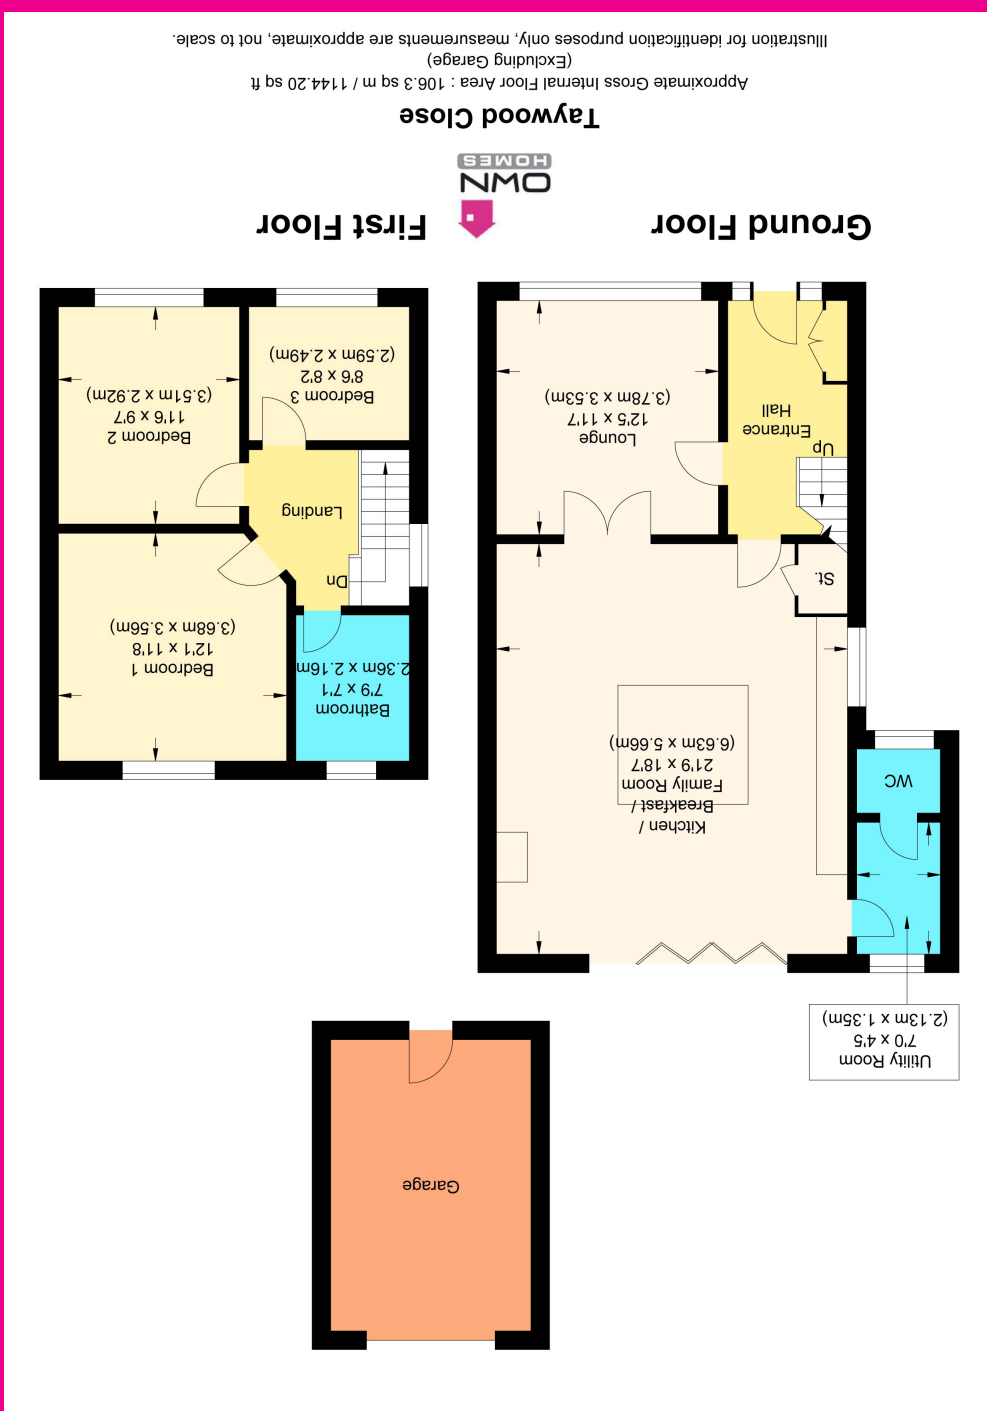 Garage
Utility Room
7'0 x 4'5
(2.13m x 1.35m)
WC
Kitchen /
Breakfast /
Family Room
21'9 x 18'7
(6.63m x 5.66m)
St.
Up
Entrance
Hall
Lounge
12'5 x 11'7
(3.78m x 3.53m)
Bathroom
7'9 x 7'1
2.36m x 2.16m
Bedroom 1
12'1 x 11'8
(3.68m x 3.56m)
Dn
Landing
Bedroom 3
8'6 x 8'2
(2.59m x 2.49m)
Bedroom 2
11'6 x 9'7
(3.51m x 2.92m)
Ground Floor
First Floor
OWN
HOMES
Taywood Close
Approximate Gross Internal Floor Area : 106.3 sq m / 1144.20 sq ft
(Excluding Garage)
Illustration for identification purposes only, measurements are approximate, not to scale.